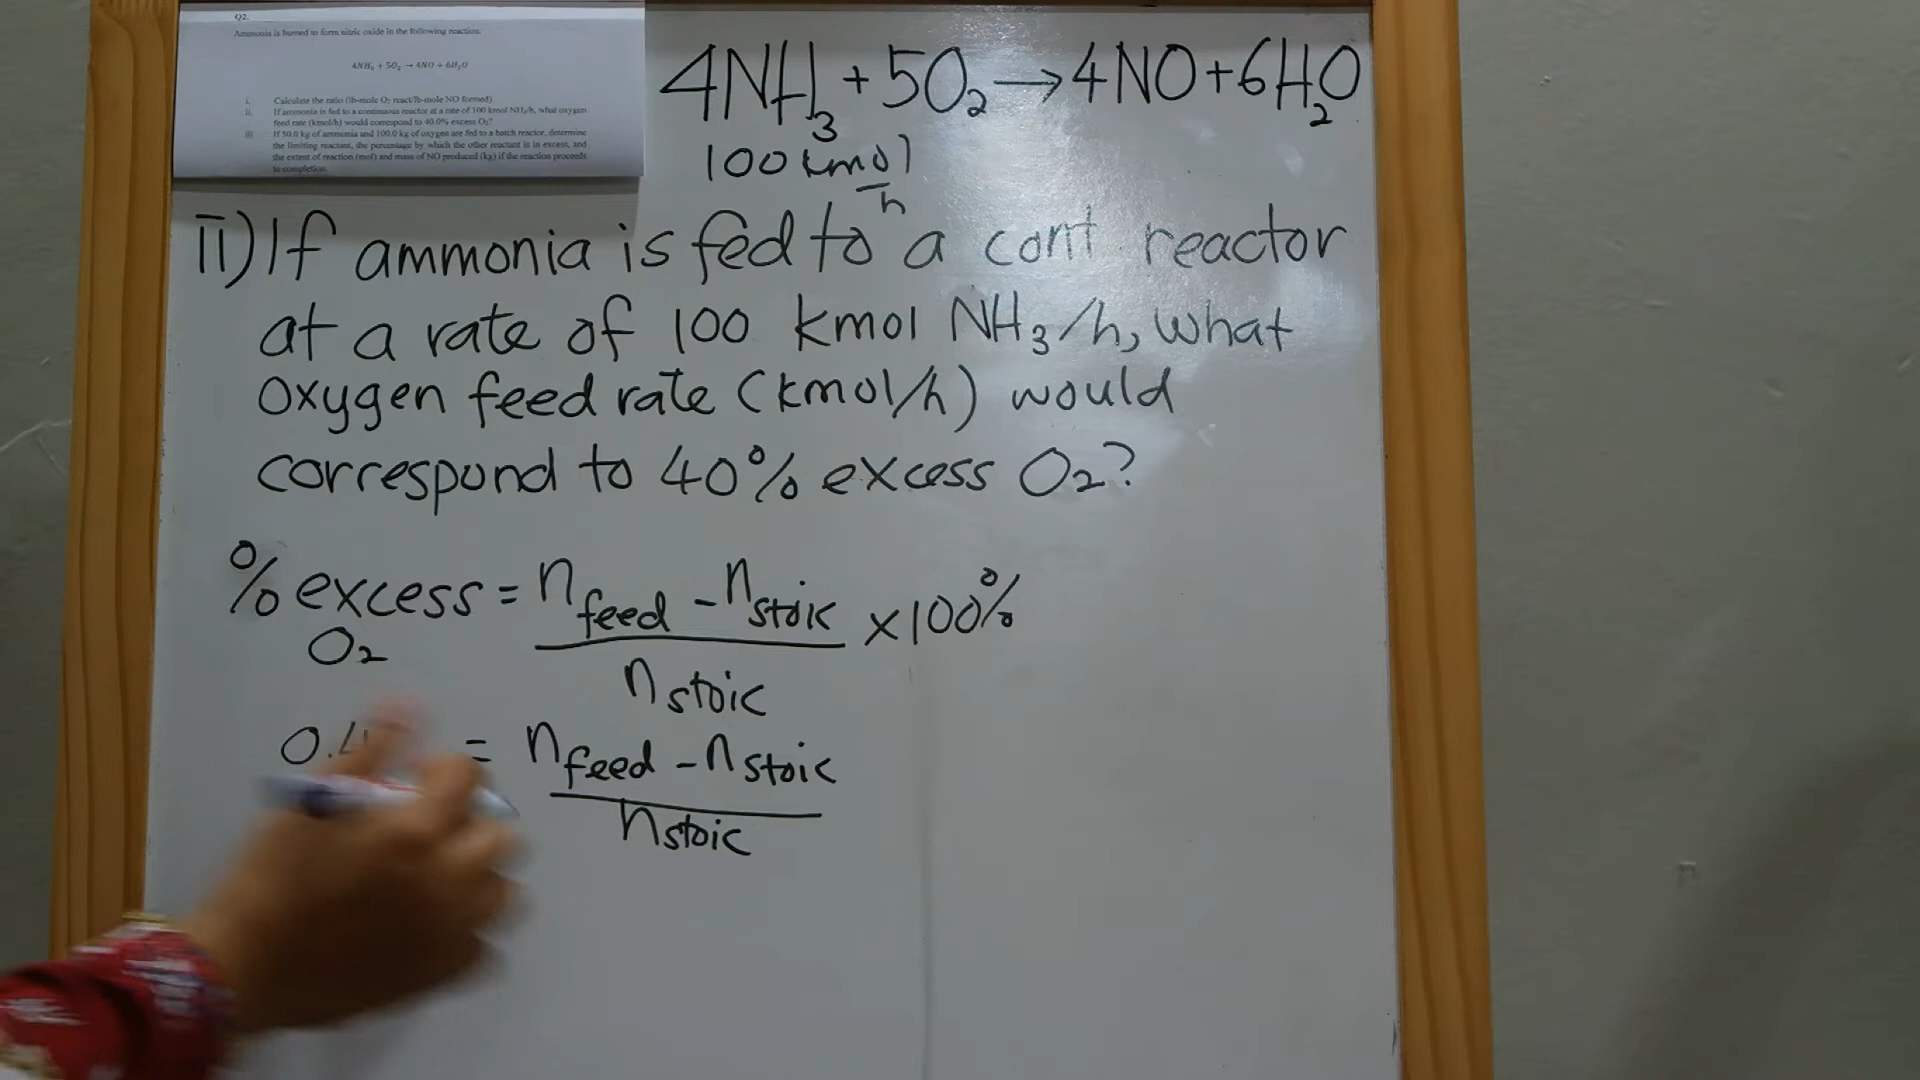 Q2.
Ammonia is burned to form nitric oxide in the following reaction:
4NH₃ + 5O₂ → 4NO + 6H₂O
i. Calculate the ratio (lb-mole O₂ react/lb-mole NO formed)
ii. If ammonia is fed to a continuous reactor at a rate of 100 kmol NH₃/h, what oxygen
feed rate (kmol/h) would correspond to 40.0% excess O₂?
iii. If 50.0 kg of ammonia and 100.0 kg of oxygen are fed to a batch reactor, determine
the limiting reactant, the percentage by which the other reactant is in excess, and
the extent of reaction (mol) and mass of NO produced (kg) if the reaction proceeds
to completion.
4NH₃ + 5O₂ → 4NO + 6H₂O
100 kmol
h
ii) If ammonia is fed to a cont reactor
at a rate of 100 kmol NH₃/h, what
oxygen feed rate (kmol/h) would
correspond to 40% excess O₂?
% excess = n feed - n stoic x 100%
O₂
n stoic
0.4 = n feed - n stoic
n stoic